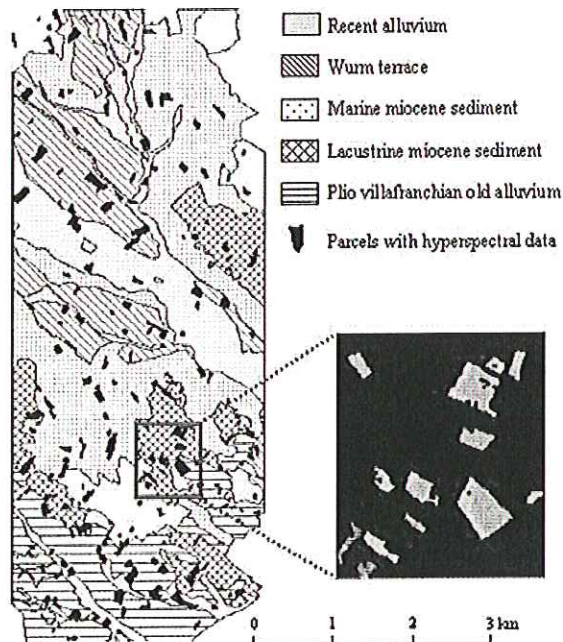 Recent alluvium
Wurm terrace
Marine miocene sediment
Lacustrine miocene sediment
Plio villafranchian old alluvium
Parcels with hyperspectral data
0 1 2 3 km